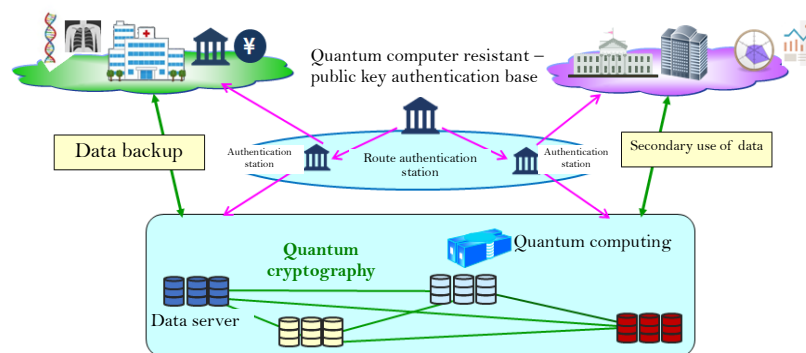 ¥
Quantum computer resistant –
public key authentication base
Data backup
Authentication
station
Route authentication
station
Authentication
station
Secondary use of data
Quantum computing
Quantum
cryptography
Data server